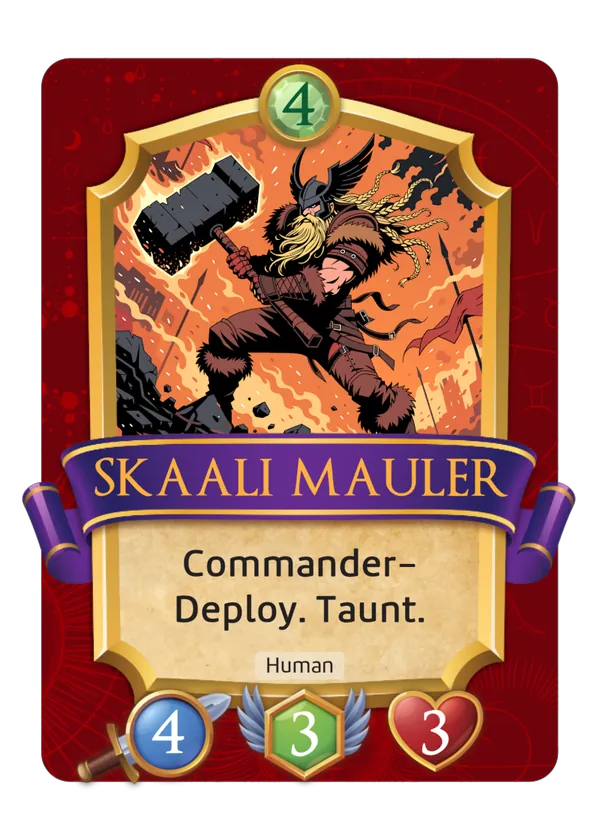 4
SKAALI MAULER
Commander–
Deploy. Taunt.
Human
4 3 3